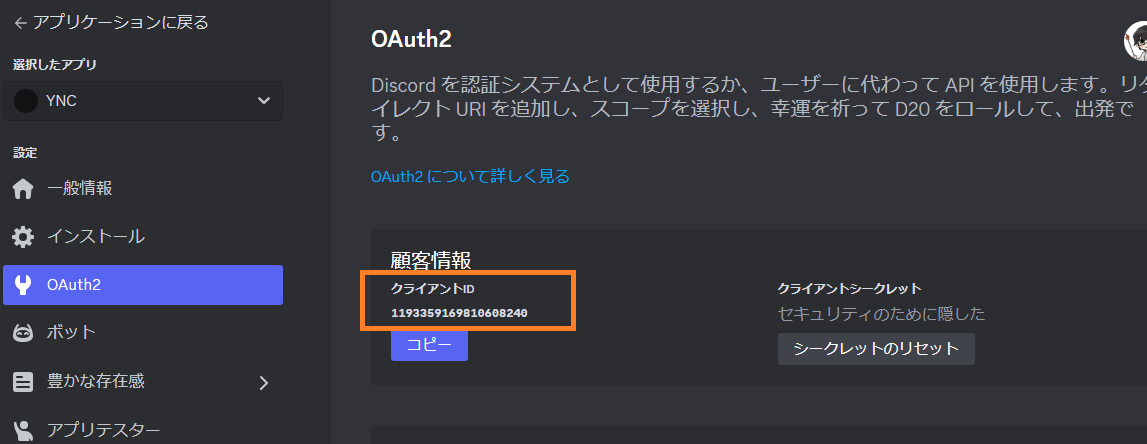 ← アプリケーションに戻る
選択したアプリ
YNC
設定
一般情報
インストール
OAuth2
ボット
豊かな存在感
アプリテスター
OAuth2
Discord を認証システムとして使用するか、ユーザーに代わって API を使用します。リダ
イレクト URI を追加し、スコープを選択し、幸運を祈って D20 をロールして、出発で
す。
OAuth2 について詳しく見る
顧客情報
クライアントID
1193359169810608240
コピー
クライアントシークレット
セキュリティのために隠した
シークレットのリセット